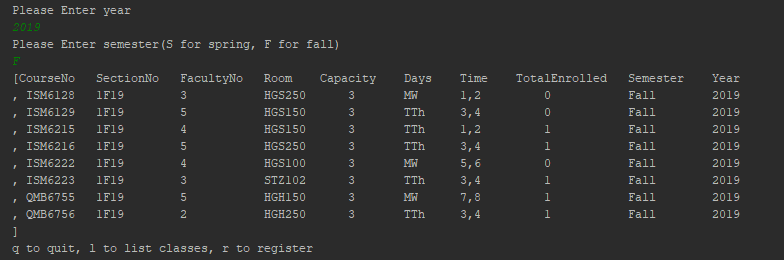 Please Enter year
2019
Please Enter semester(S for spring, F for fall)
F
[CourseNo SectionNo FacultyNo Room Capacity Days Time TotalEnrolled Semester Year
, ISM6128 1F19 3 HGS250 3 MW 1,2 0 Fall 2019
, ISM6129 1F19 5 HGS150 3 TTh 3,4 0 Fall 2019
, ISM6215 1F19 4 HGS150 3 TTh 1,2 1 Fall 2019
, ISM6216 1F19 5 HGS250 3 TTh 3,4 1 Fall 2019
, ISM6222 1F19 4 HGS100 3 MW 5,6 0 Fall 2019
, ISM6223 1F19 3 STZ102 3 TTh 3,4 1 Fall 2019
, QMB6755 1F19 5 HGH150 3 MW 7,8 1 Fall 2019
, QMB6756 1F19 2 HGH250 3 TTh 3,4 1 Fall 2019
]
q to quit, l to list classes, r to register